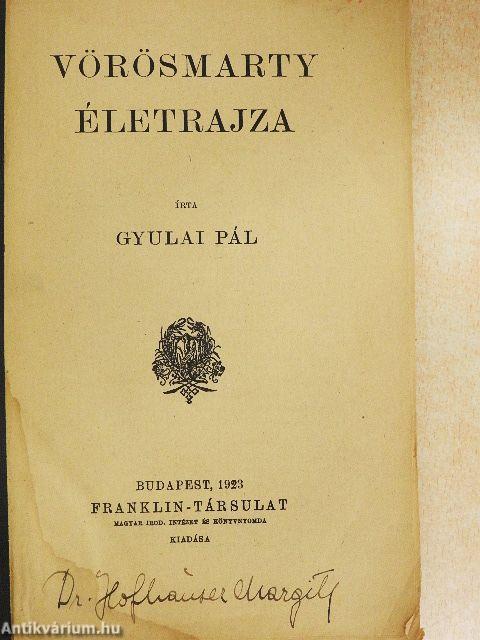 VÖRÖSMARTY
ÉLETRAJZA
ÍRTA
GYULAI PÁL
BUDAPEST, 1923
FRANKLIN-TÁRSULAT
MAGYAR IROD. INTÉZET ÉS KÖNYVNYOMDA
KIADÁSA
Dr. Hofhauser Margit
Antikvárium.hu